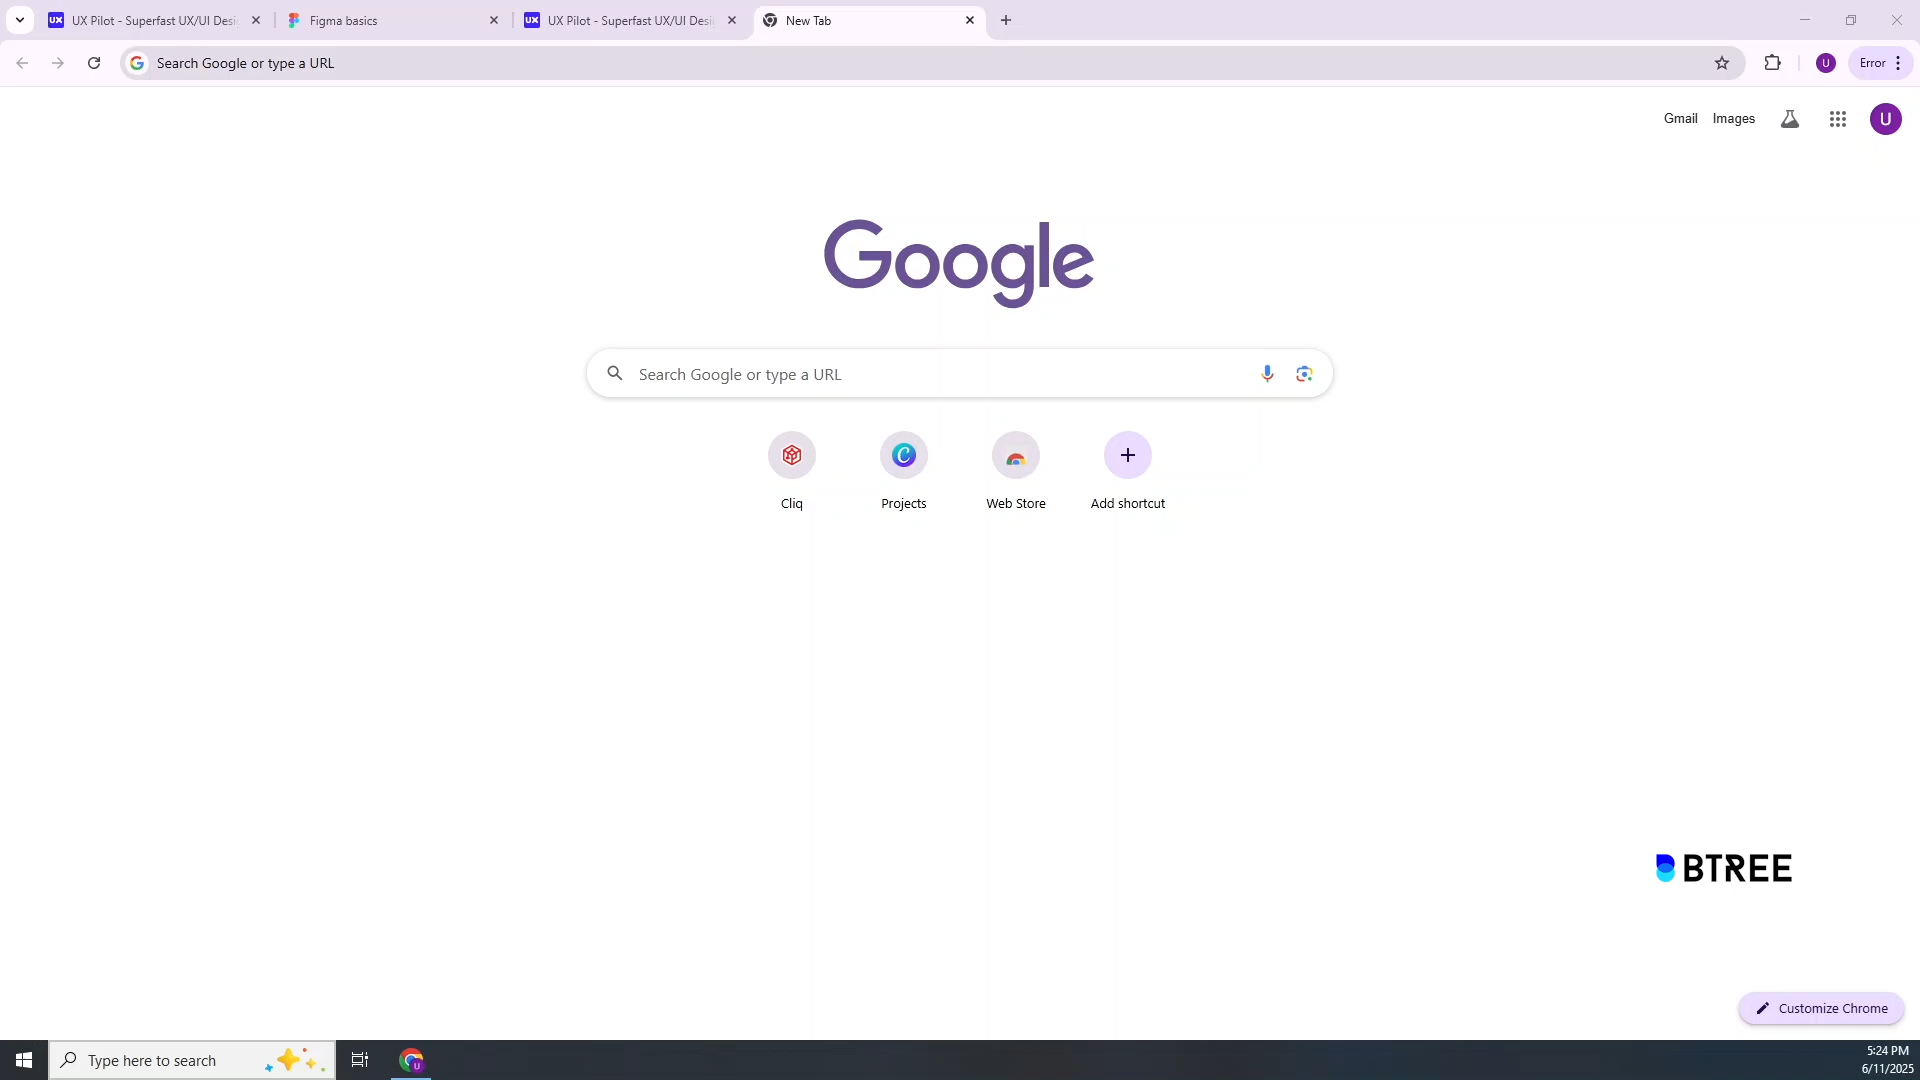 UX Pilot - Superfast UX/UI Desi
Figma basics
UX Pilot - Superfast UX/UI Desi
New Tab
Search Google or type a URL
U
Error
Gmail
Images
U
Google
Search Google or type a URL
Cliq
Projects
Web Store
Add shortcut
BTREE
Customize Chrome
Type here to search
5:24 PM
6/11/2025